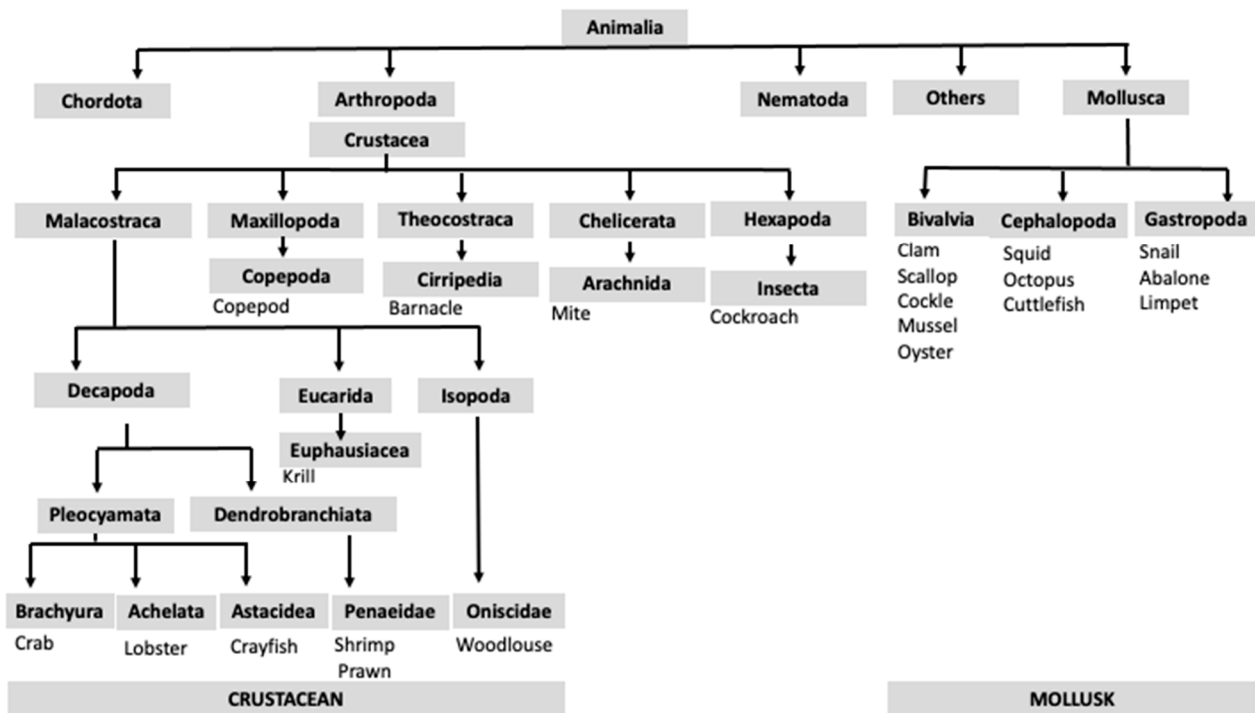 Animalia
Chordota
Arthropoda
Nematoda
Others
Mollusca
Crustacea
Malacostraca
Maxillopoda
Theocostraca
Chelicerata
Hexapoda
Bivalvia
Cephalopoda
Gastropoda
Clam
Scallop
Cockle
Mussel
Oyster
Squid
Octopus
Cuttlefish
Snail
Abalone
Limpet
Copepoda
Copepod
Cirripedia
Barnacle
Arachnida
Mite
Insecta
Cockroach
Decapoda
Eucarida
Isopoda
Euphausiacea
Krill
Pleocyamata
Dendrobranchiata
Brachyura
Crab
Achelata
Lobster
Astacidea
Crayfish
Penaeidae
Shrimp
Prawn
Oniscidae
Woodlouse
CRUSTACEAN
MOLLUSK